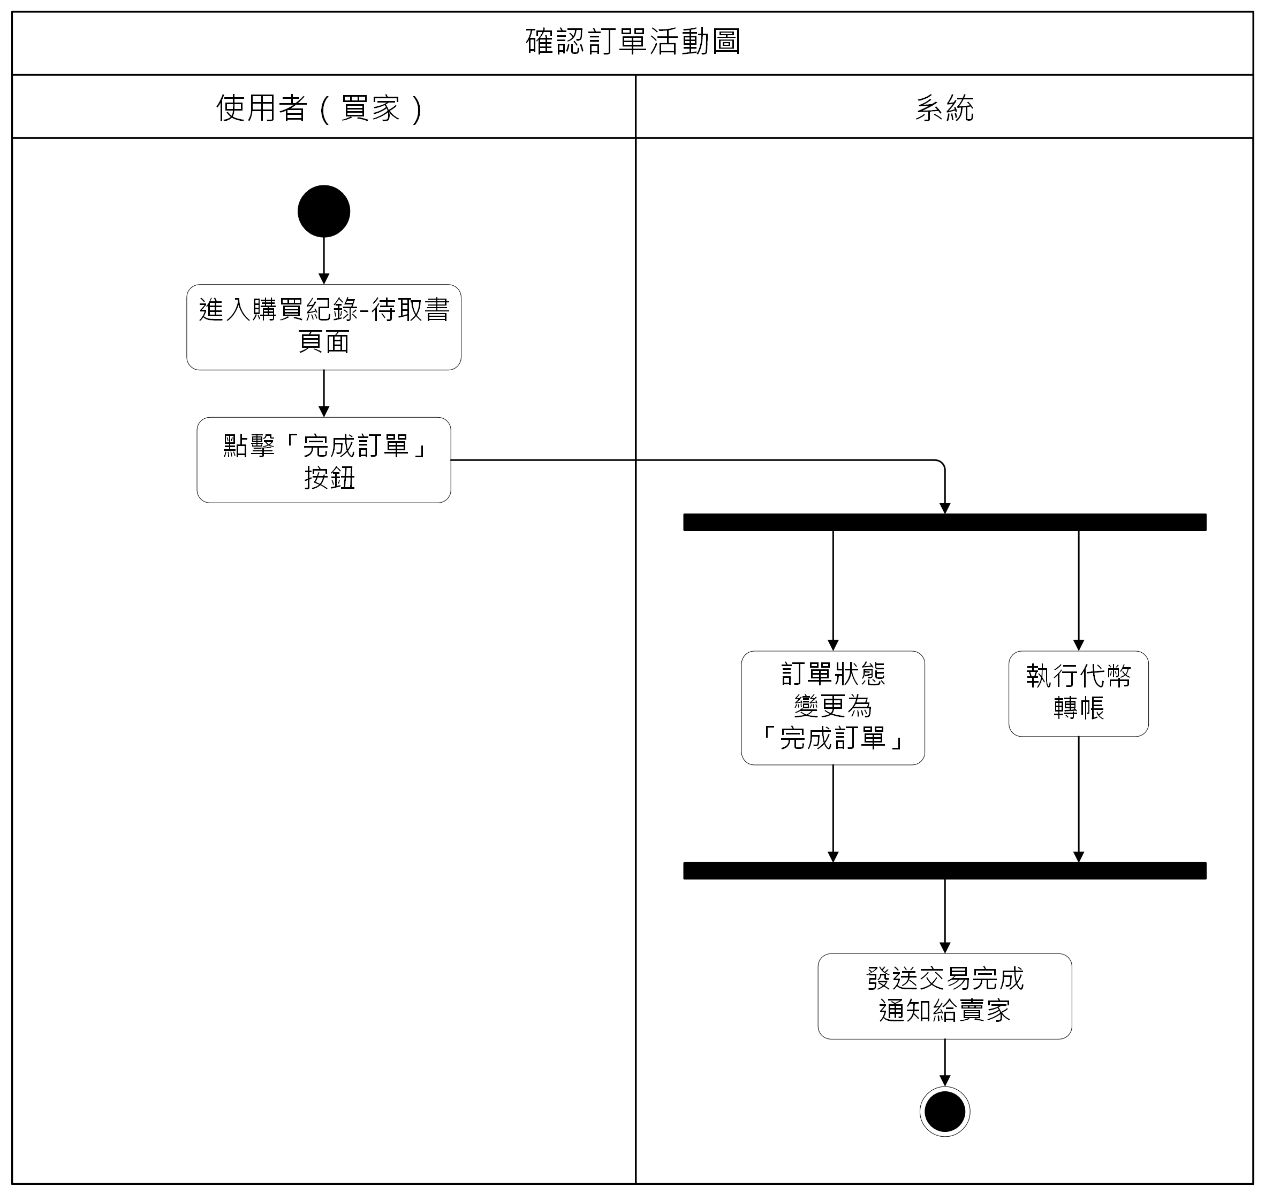 確認訂單活動圖
使用者（買家）
系統
進入購買紀錄-待取書
頁面
點擊「完成訂單」
按鈕
訂單狀態
變更為
「完成訂單」
執行代幣
轉帳
發送交易完成
通知給賣家